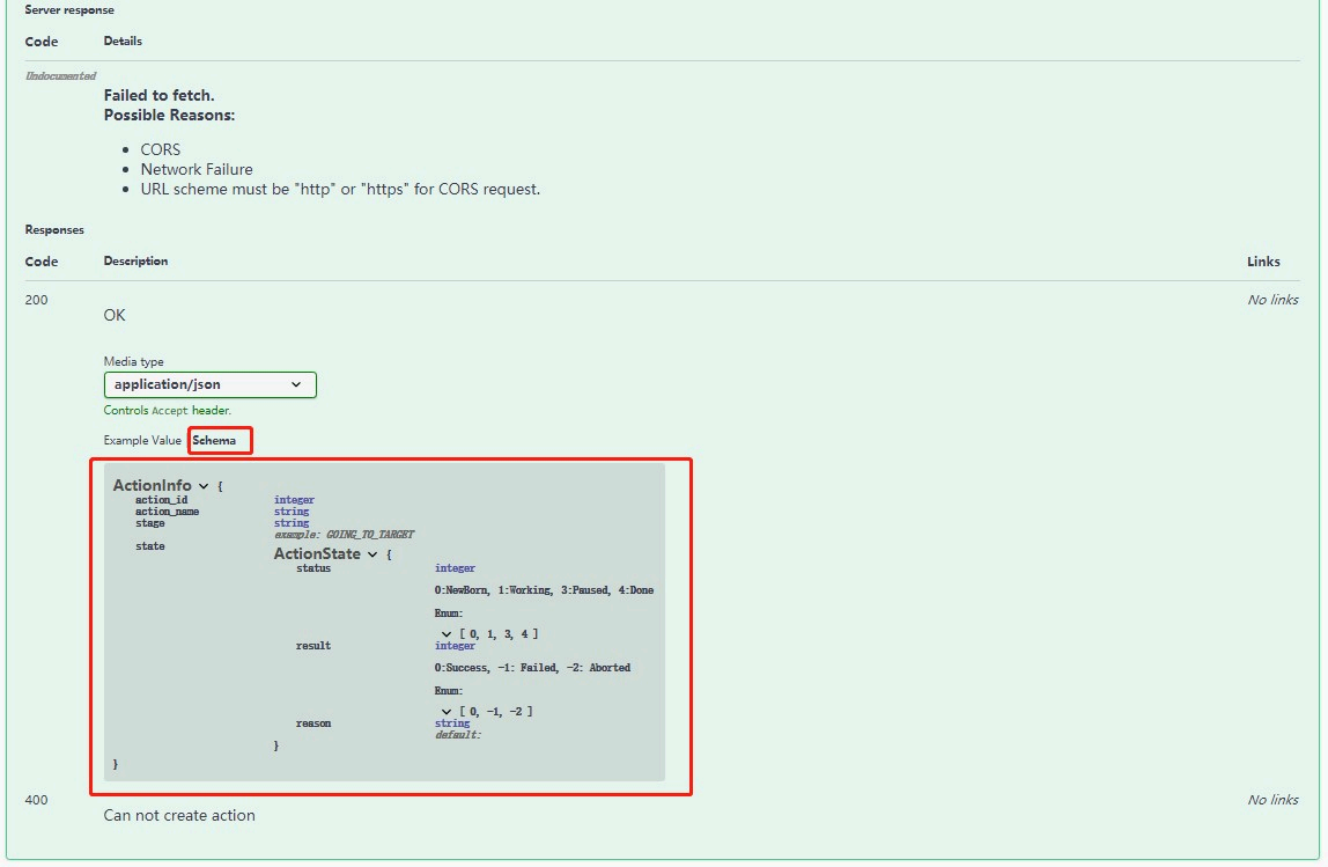 Server response
Code Details
Undocumented
Failed to fetch.
Possible Reasons:
CORS
Network Failure
URL scheme must be "http" or "https" for CORS request.
Responses
Code Description Links
200 No links
OK
Media type
application/json
Controls Accept header.
Example Value Schema
ActionInfo {
action_id integer
action_name string
stage string
example: GOING_TO_TARGET
state ActionState {
status integer
0:NewBorn, 1:Working, 3:Paused, 4:Done
Enum:
[ 0, 1, 3, 4 ]
result integer
0:Success, -1: Failed, -2: Aborted
Enum:
[ 0, -1, -2 ]
reason string
default:
}
}
400 No links
Can not create action